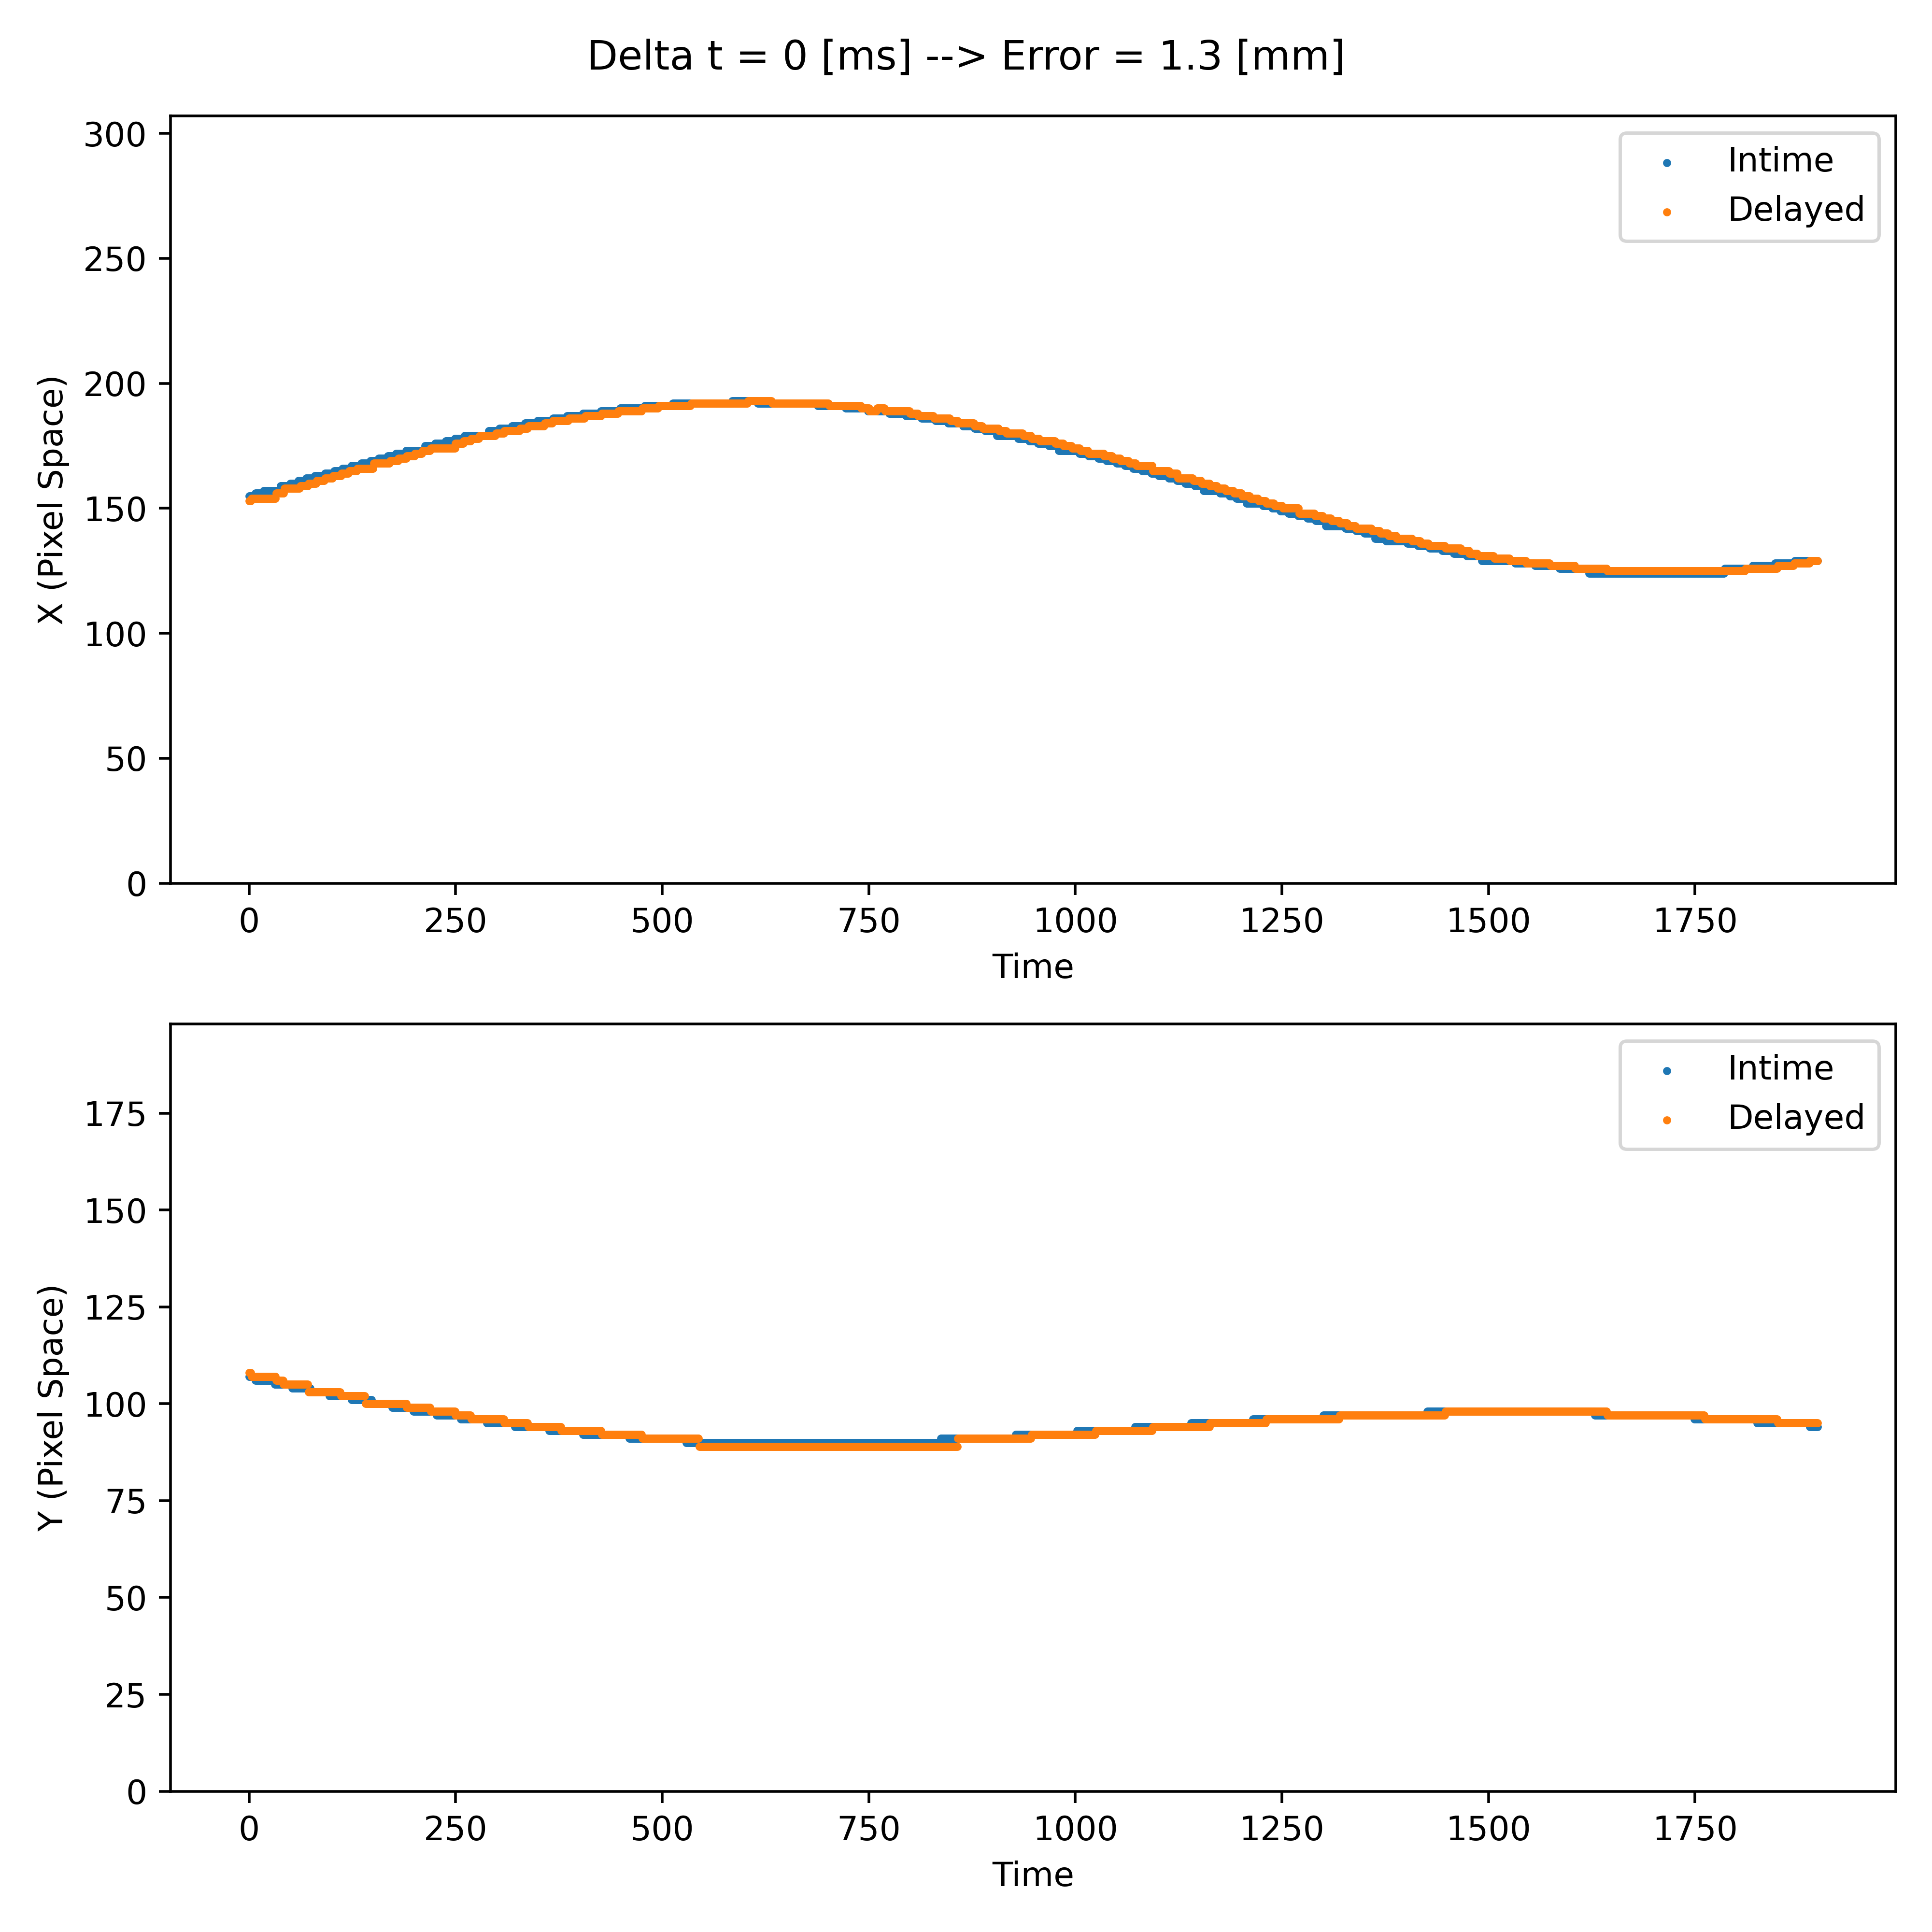 Delta t = 0 [ms] --> Error = 1.3 [mm]
300
250
200
150
100
50
0
X (Pixel Space)
Intime
Delayed
0 250 500 750 1000 1250 1500 1750
Time
175
150
125
100
75
50
25
0
Y (Pixel Space)
Intime
Delayed
0 250 500 750 1000 1250 1500 1750
Time